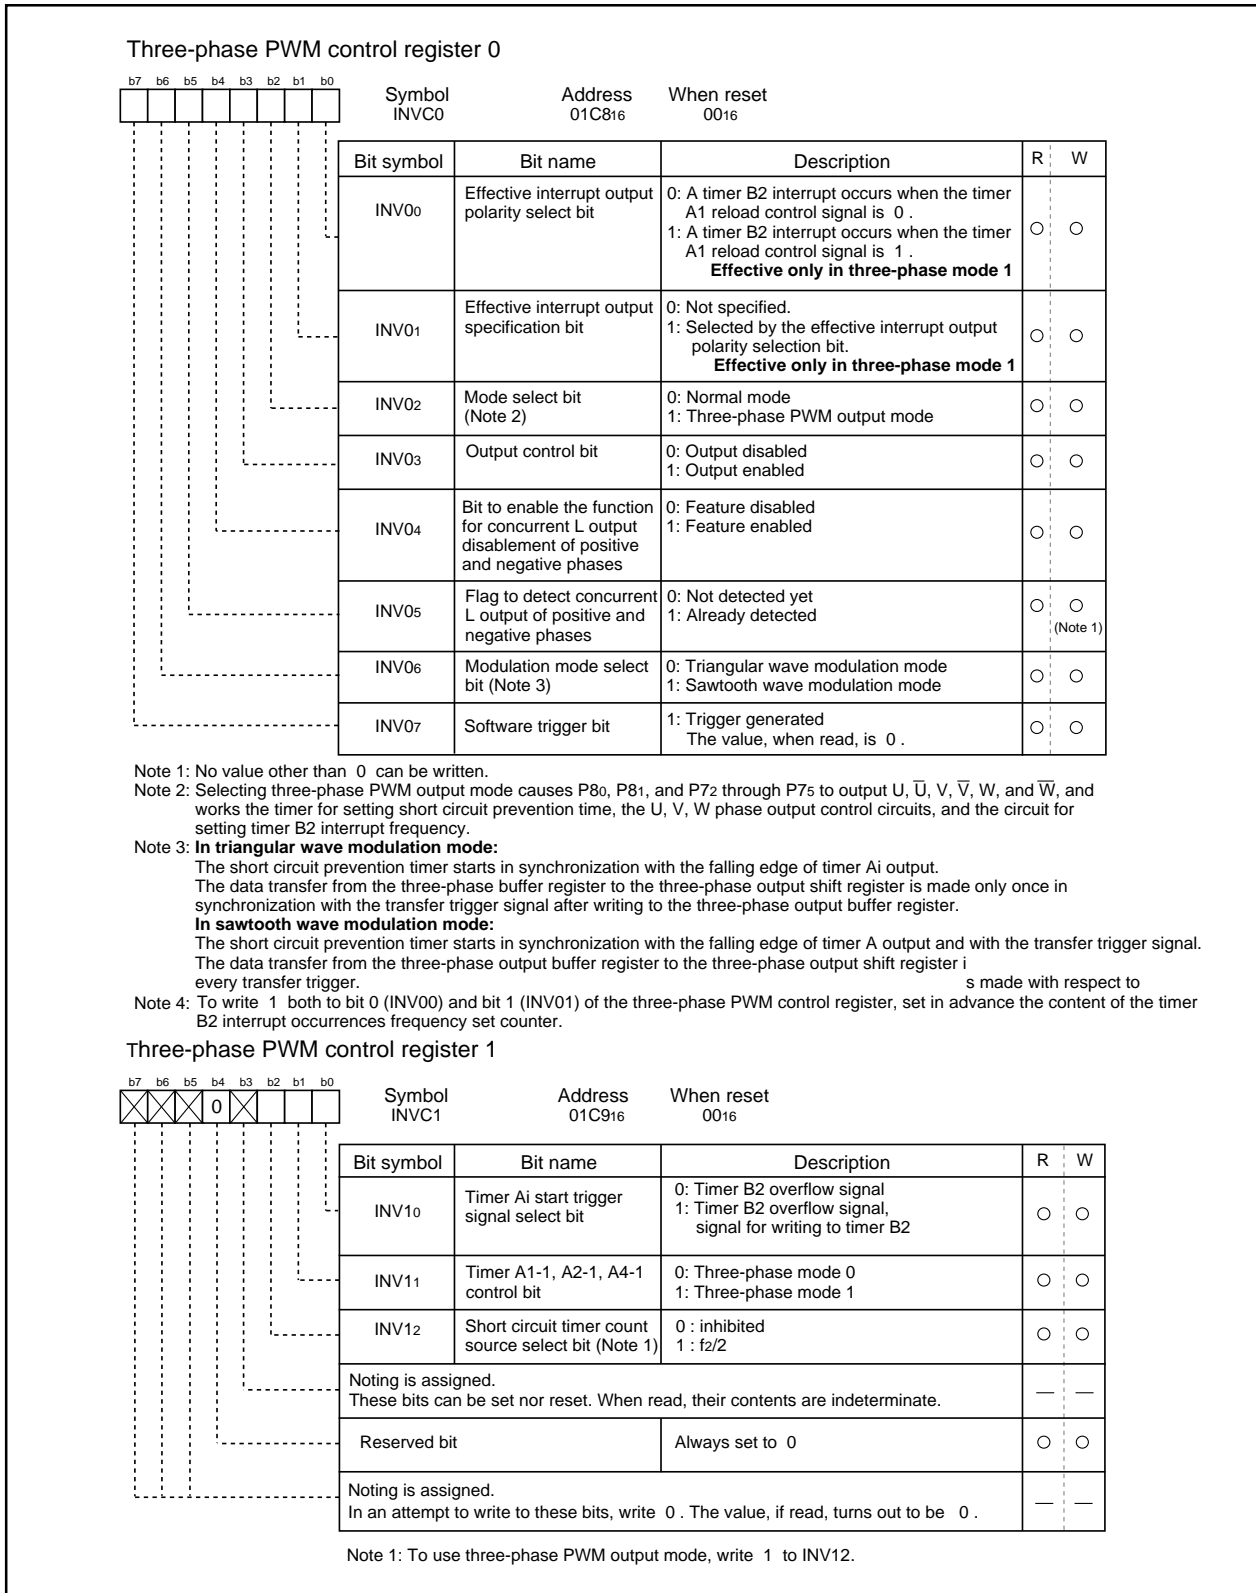 Three-phase PWM control register 0
b7 b6 b5 b4 b3 b2 b1 b0
Symbol Address When reset
INVC0 01C816 0016
Bit symbol Bit name Description R W
INV00 Effective interrupt output polarity select bit 0: A timer B2 interrupt occurs when the timer
A1 reload control signal is 0 .
1: A timer B2 interrupt occurs when the timer
A1 reload control signal is 1 .
Effective only in three-phase mode 1
INV01 Effective interrupt output specification bit 0: Not specified.
1: Selected by the effective interrupt output
polarity selection bit.
Effective only in three-phase mode 1
INV02 Mode select bit (Note 2) 0: Normal mode
1: Three-phase PWM output mode
INV03 Output control bit 0: Output disabled
1: Output enabled
INV04 Bit to enable the function for concurrent L output disablement of positive and negative phases 0: Feature disabled
1: Feature enabled
INV05 Flag to detect concurrent L output of positive and negative phases 0: Not detected yet
1: Already detected
(Note 1)
INV06 Modulation mode select bit (Note 3) 0: Triangular wave modulation mode
1: Sawtooth wave modulation mode
INV07 Software trigger bit 1: Trigger generated
The value, when read, is 0 .
Note 1: No value other than 0 can be written.
Note 2: Selecting three-phase PWM output mode causes P80, P81, and P72 through P75 to output U, U̅, V, V̅, W, and W̅, and
works the timer for setting short circuit prevention time, the U, V, W phase output control circuits, and the circuit for
setting timer B2 interrupt frequency.
Note 3: In triangular wave modulation mode:
The short circuit prevention timer starts in synchronization with the falling edge of timer Ai output.
The data transfer from the three-phase buffer register to the three-phase output shift register is made only once in
synchronization with the transfer trigger signal after writing to the three-phase output buffer register.
In sawtooth wave modulation mode:
The short circuit prevention timer starts in synchronization with the falling edge of timer A output and with the transfer trigger signal.
The data transfer from the three-phase output buffer register to the three-phase output shift register i
every transfer trigger. s made with respect to
Note 4: To write 1 both to bit 0 (INV00) and bit 1 (INV01) of the three-phase PWM control register, set in advance the content of the timer
B2 interrupt occurrences frequency set counter.
Three-phase PWM control register 1
b7 b6 b5 b4 b3 b2 b1 b0
0
Symbol Address When reset
INVC1 01C916 0016
Bit symbol Bit name Description R W
INV10 Timer Ai start trigger signal select bit 0: Timer B2 overflow signal
1: Timer B2 overflow signal,
signal for writing to timer B2
INV11 Timer A1-1, A2-1, A4-1 control bit 0: Three-phase mode 0
1: Three-phase mode 1
INV12 Short circuit timer count source select bit (Note 1) 0 : inhibited
1 : f2/2
Noting is assigned.
These bits can be set nor reset. When read, their contents are indeterminate. — —
Reserved bit Always set to 0
Noting is assigned.
In an attempt to write to these bits, write 0 . The value, if read, turns out to be 0 . — —
Note 1: To use three-phase PWM output mode, write 1 to INV12.